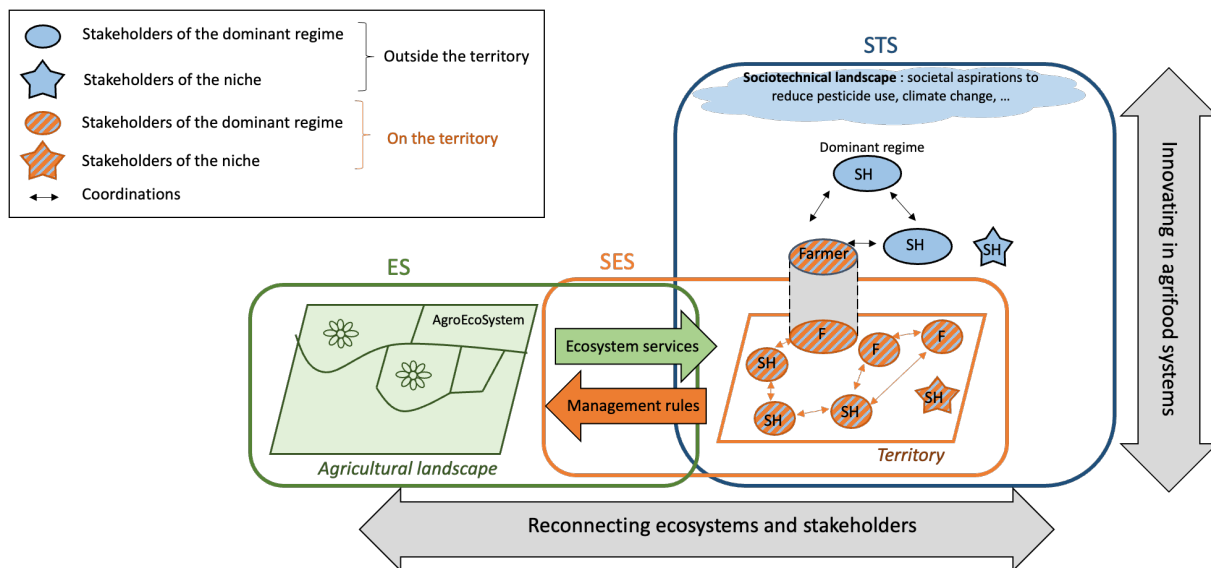 Stakeholders of the dominant regime
Stakeholders of the niche
Outside the territory
Stakeholders of the dominant regime
Stakeholders of the niche
On the territory
Coordinations
STS
Sociotechnical landscape : societal aspirations to
reduce pesticide use, climate change, ...
Dominant regime
SH
SH
SH
Farmer
ES
SES
AgroEcoSystem
Ecosystem services
Management rules
F
F
F
SH
SH
SH
SH
Agricultural landscape
Territory
Innovating in agrifood systems
Reconnecting ecosystems and stakeholders